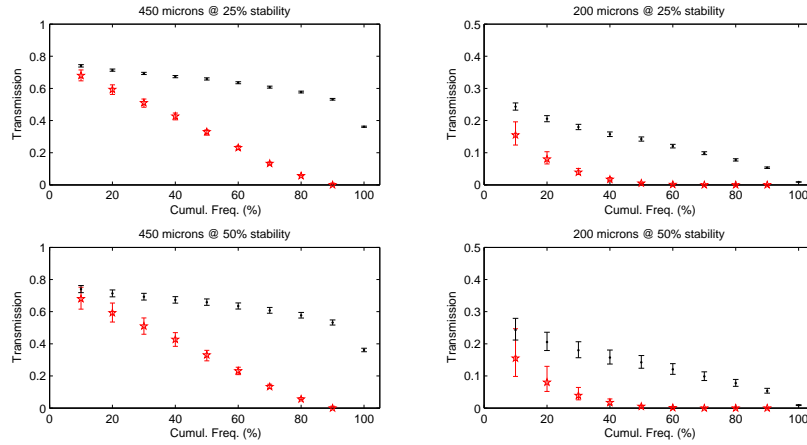 450 microns @ 25% stability
1
0.8
0.6
0.4
0.2
0
Transmission
0 20 40 60 80 100
Cumul. Freq. (%)
200 microns @ 25% stability
0.5
0.4
0.3
0.2
0.1
0
Transmission
0 20 40 60 80 100
Cumul. Freq. (%)
450 microns @ 50% stability
1
0.8
0.6
0.4
0.2
0
Transmission
0 20 40 60 80 100
Cumul. Freq. (%)
200 microns @ 50% stability
0.5
0.4
0.3
0.2
0.1
0
Transmission
0 20 40 60 80 100
Cumul. Freq. (%)